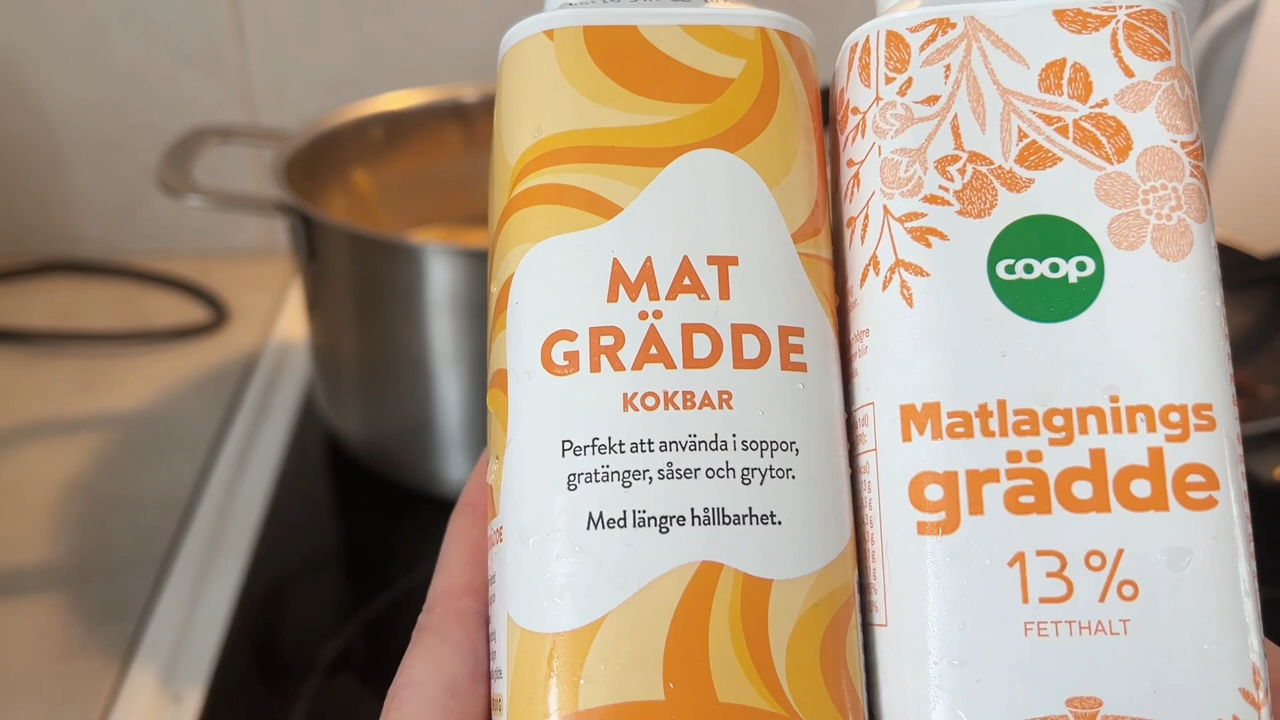 MAT
GRÄDDE
KOKBAR
Perfekt att använda i soppor,
gratänger, såser och grytor.
Med längre hållbarhet.
coop
Matlagnings
grädde
13%
FETTHALT